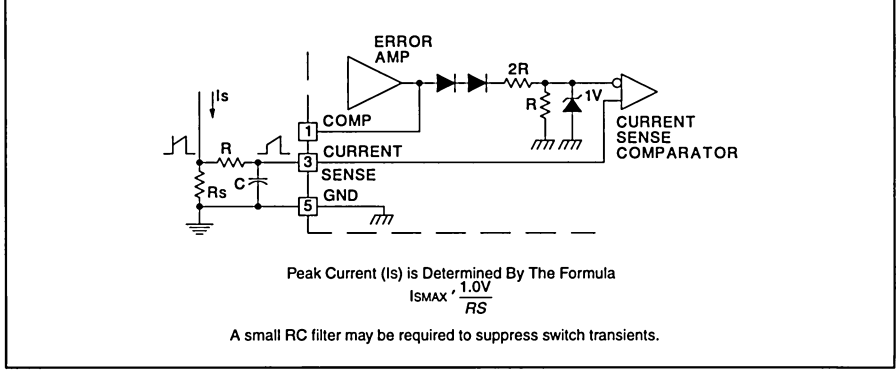 ERROR
AMP
2R
Is
R
1V
1
COMP
CURRENT
SENSE
COMPARATOR
R
3
CURRENT
SENSE
C
Rs
5
GND
Peak Current (Is) is Determined By The Formula
ISMAX ′ 1.0V
RS
A small RC filter may be required to suppress switch transients.